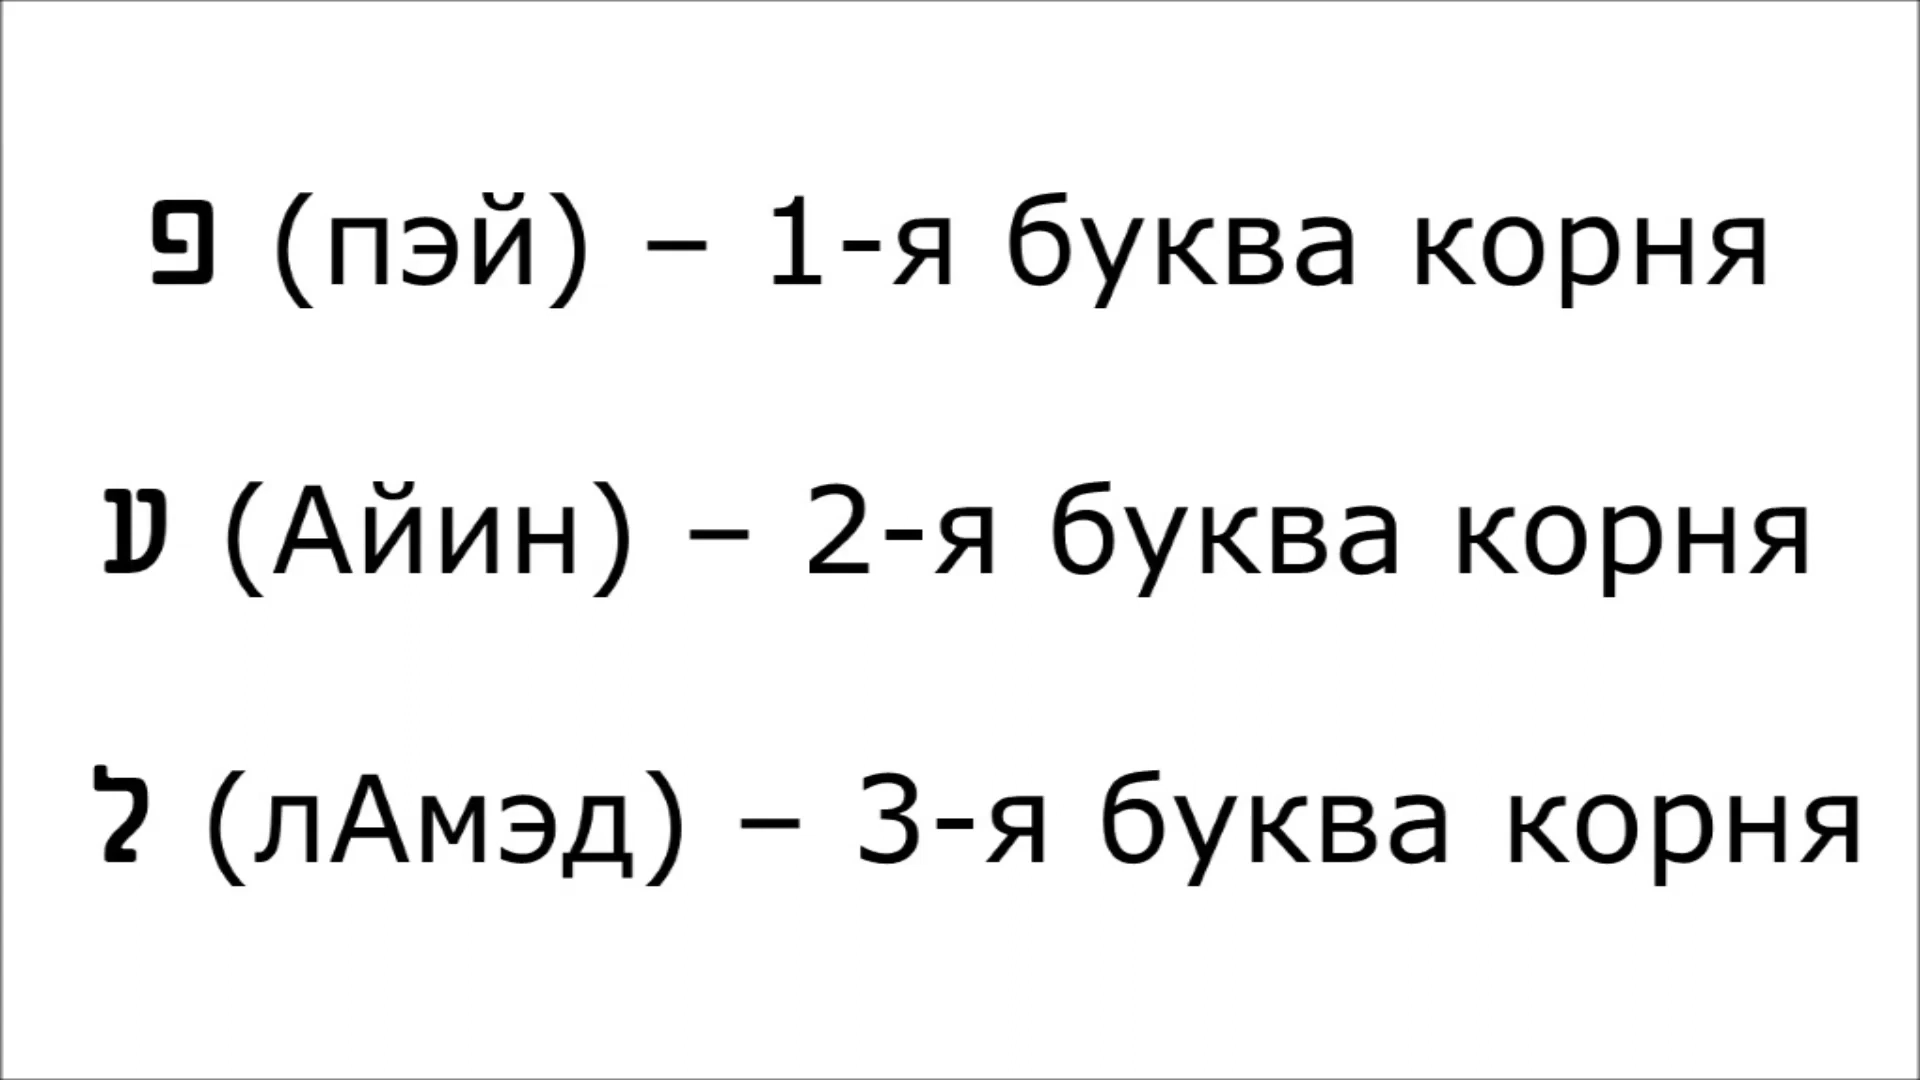 פ (пэй) – 1-я буква корня
ע (Айин) – 2-я буква корня
ל (лАмэд) – 3-я буква корня